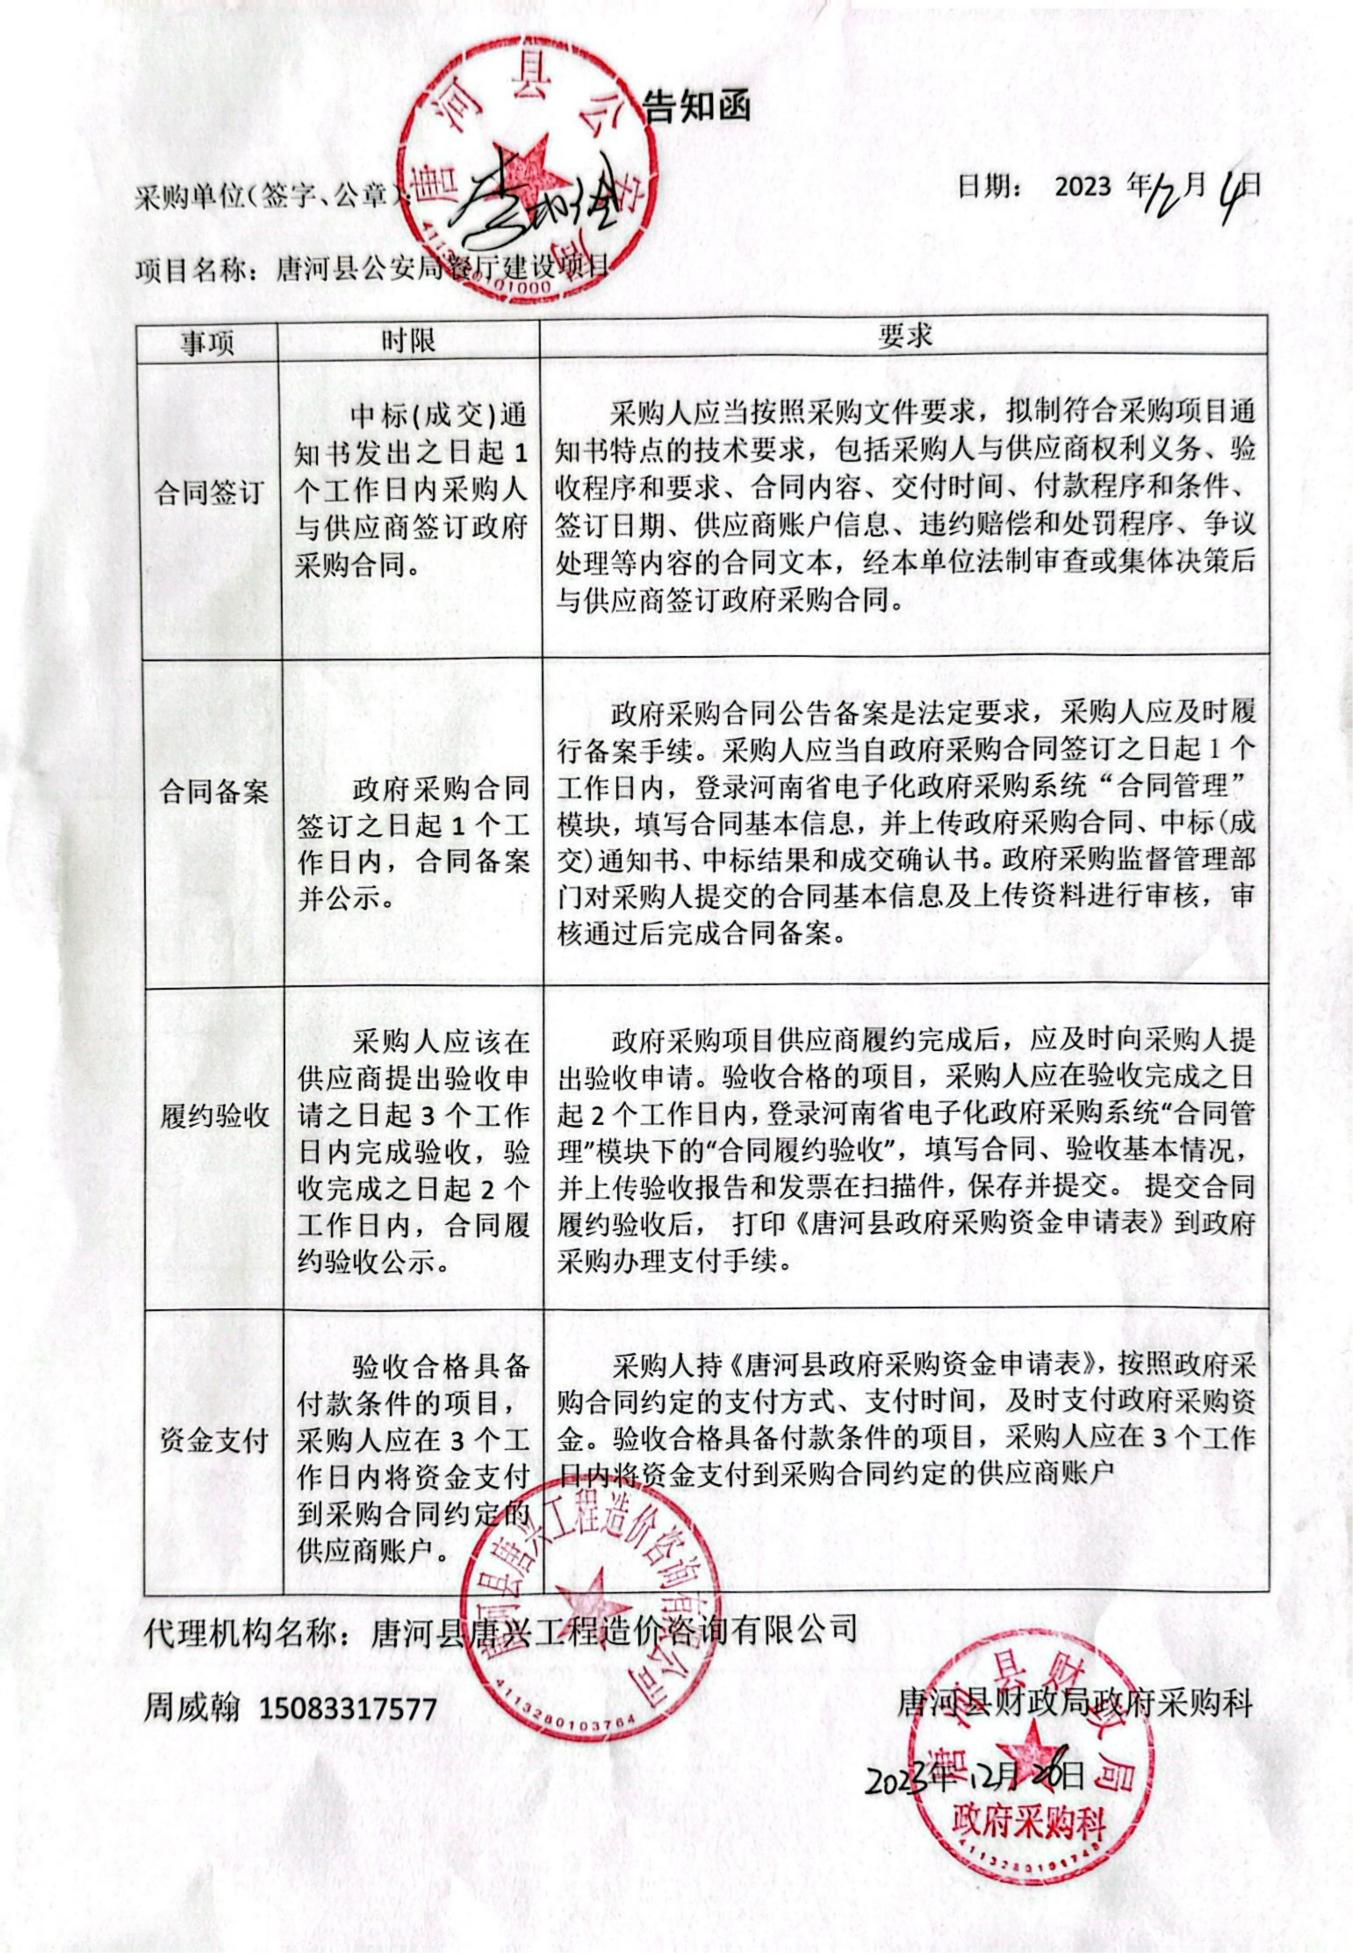 告知函
采购单位(签字、公章):
日期： 2023 年12月4日
项目名称：唐河县公安局餐厅建设项目
唐河县公安局
事项
时限
要求
合同签订
中标(成交)通
知书发出之日起 1
个工作日内采购人
与供应商签订政府
采购合同。
采购人应当按照采购文件要求，拟制符合采购项目通
知书特点的技术要求，包括采购人与供应商权利义务、验
收程序和要求、合同内容、交付时间、付款程序和条件、
签订日期、供应商账户信息、违约赔偿和处罚程序、争议
处理等内容的合同文本，经本单位法制审查或集体决策后
与供应商签订政府采购合同。
合同备案
政府采购合同
签订之日起 1 个工
作日内，合同备案
并公示。
政府采购合同公告备案是法定要求，采购人应及时履
行备案手续。采购人应当自政府采购合同签订之日起 1 个
工作日内，登录河南省电子化政府采购系统“合同管理”
模块，填写合同基本信息，并上传政府采购合同、中标(成
交)通知书、中标结果和成交确认书。政府采购监督管理部
门对采购人提交的合同基本信息及上传资料进行审核，审
核通过后完成合同备案。
履约验收
采购人应该在
供应商提出验收申
请之日起 3 个工作
日内完成验收，验
收完成之日起 2 个
工作日内，合同履
约验收公示。
政府采购项目供应商履约完成后，应及时向采购人提
出验收申请。验收合格的项目，采购人应在验收完成之日
起 2 个工作日内，登录河南省电子化政府采购系统“合同管
理”模块下的“合同履约验收”，填写合同、验收基本情况，
并上传验收报告和发票在扫描件，保存并提交。 提交合同
履约验收后， 打印《唐河县政府采购资金申请表》到政府
采购办理支付手续。
资金支付
验收合格具备
付款条件的项目，
采购人应在 3 个工
作日内将资金支付
到采购合同约定的
供应商账户。
采购人持《唐河县政府采购资金申请表》，按照政府采
购合同约定的支付方式、支付时间，及时支付政府采购资
金。验收合格具备付款条件的项目，采购人应在 3 个工作
日内将资金支付到采购合同约定的供应商账户
代理机构名称：唐河县唐兴工程造价咨询有限公司
唐河县唐兴工程造价咨询有限公司
4113280103764
周威翰 15083317577
唐河县财政局政府采购科
2023年12月28日
唐河县财政局
政府采购科